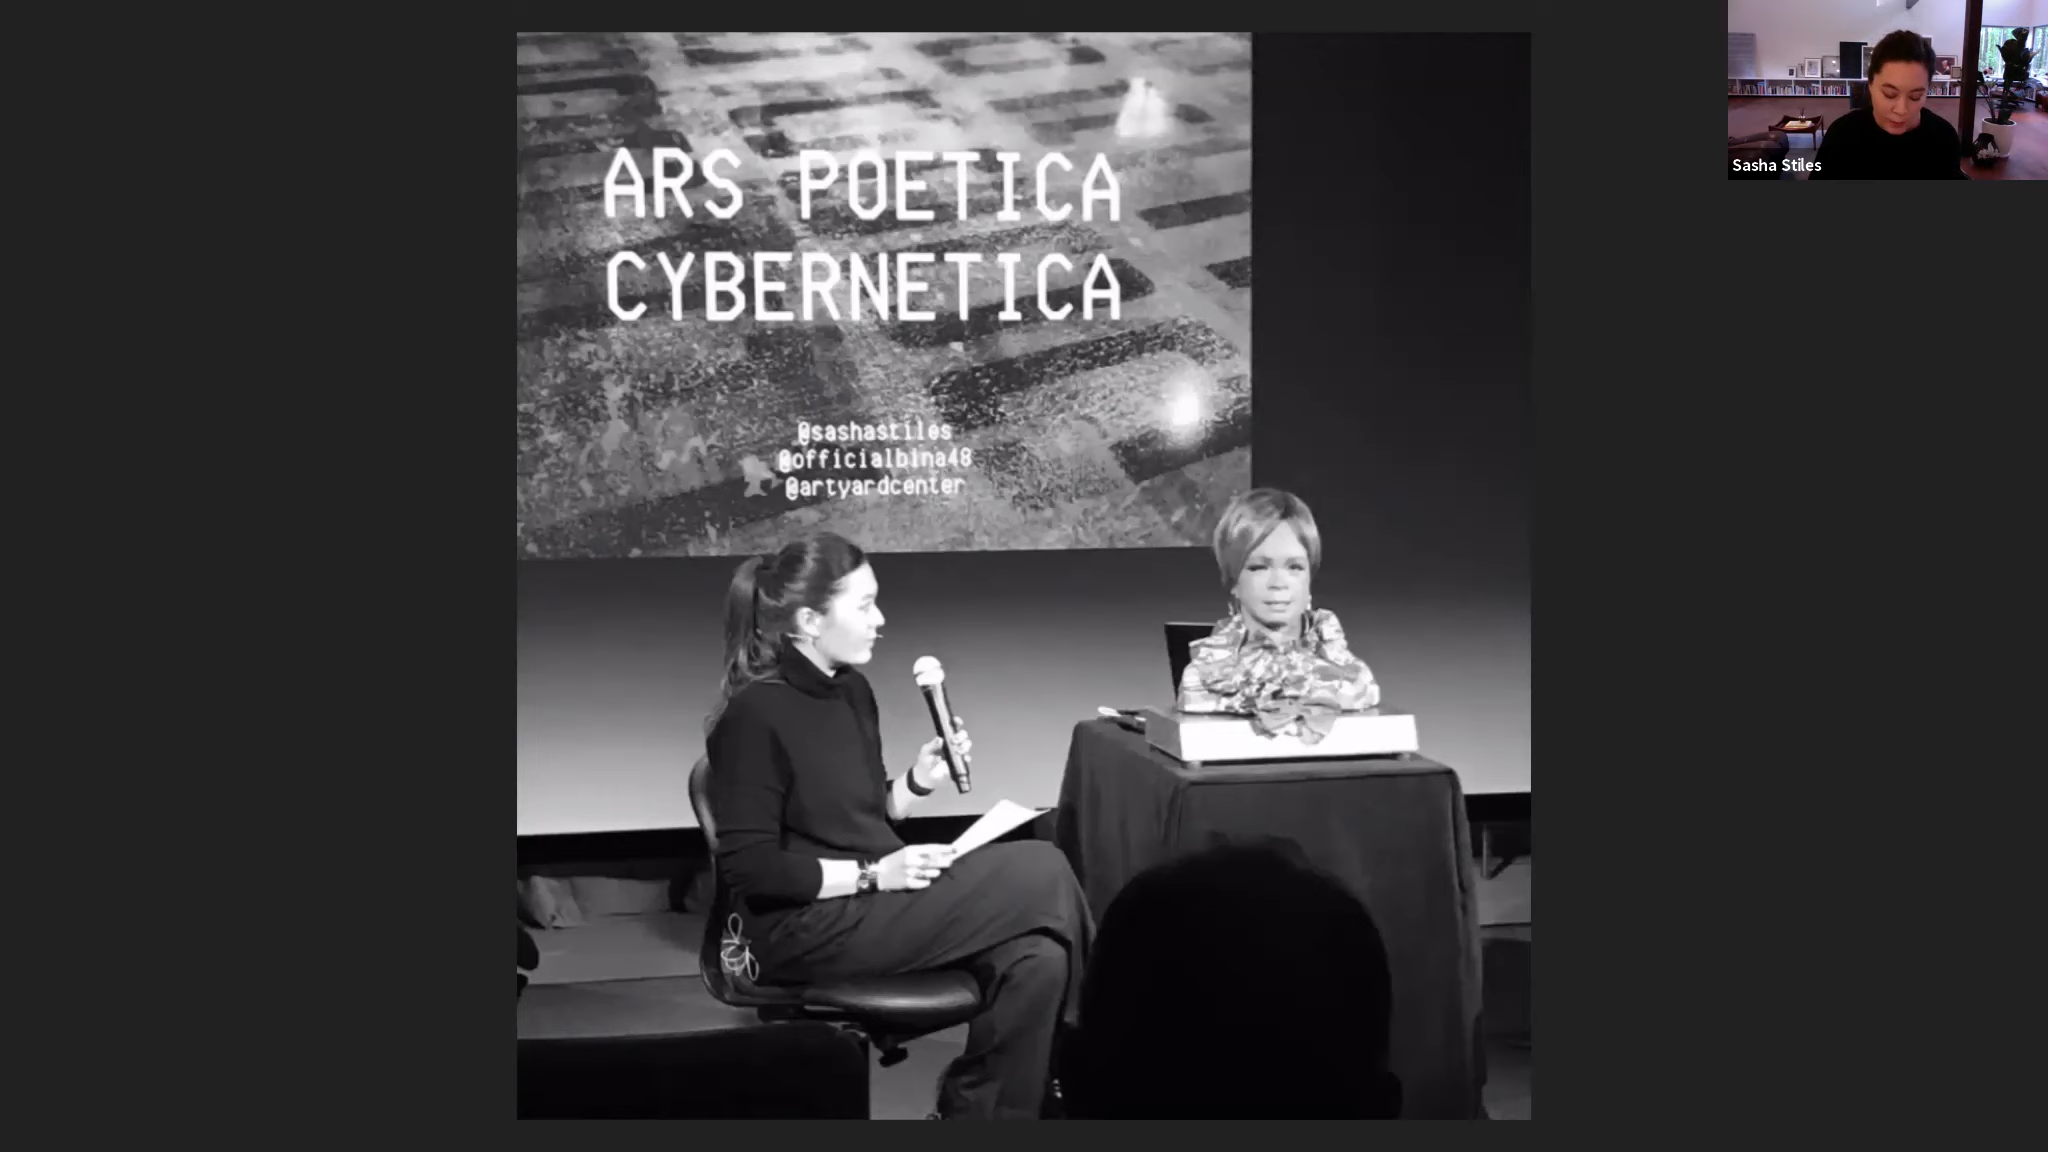 ARS POETICA
CYBERNETICA
@sashastiles
@officialbina48
@artyardcenter
Sasha Stiles